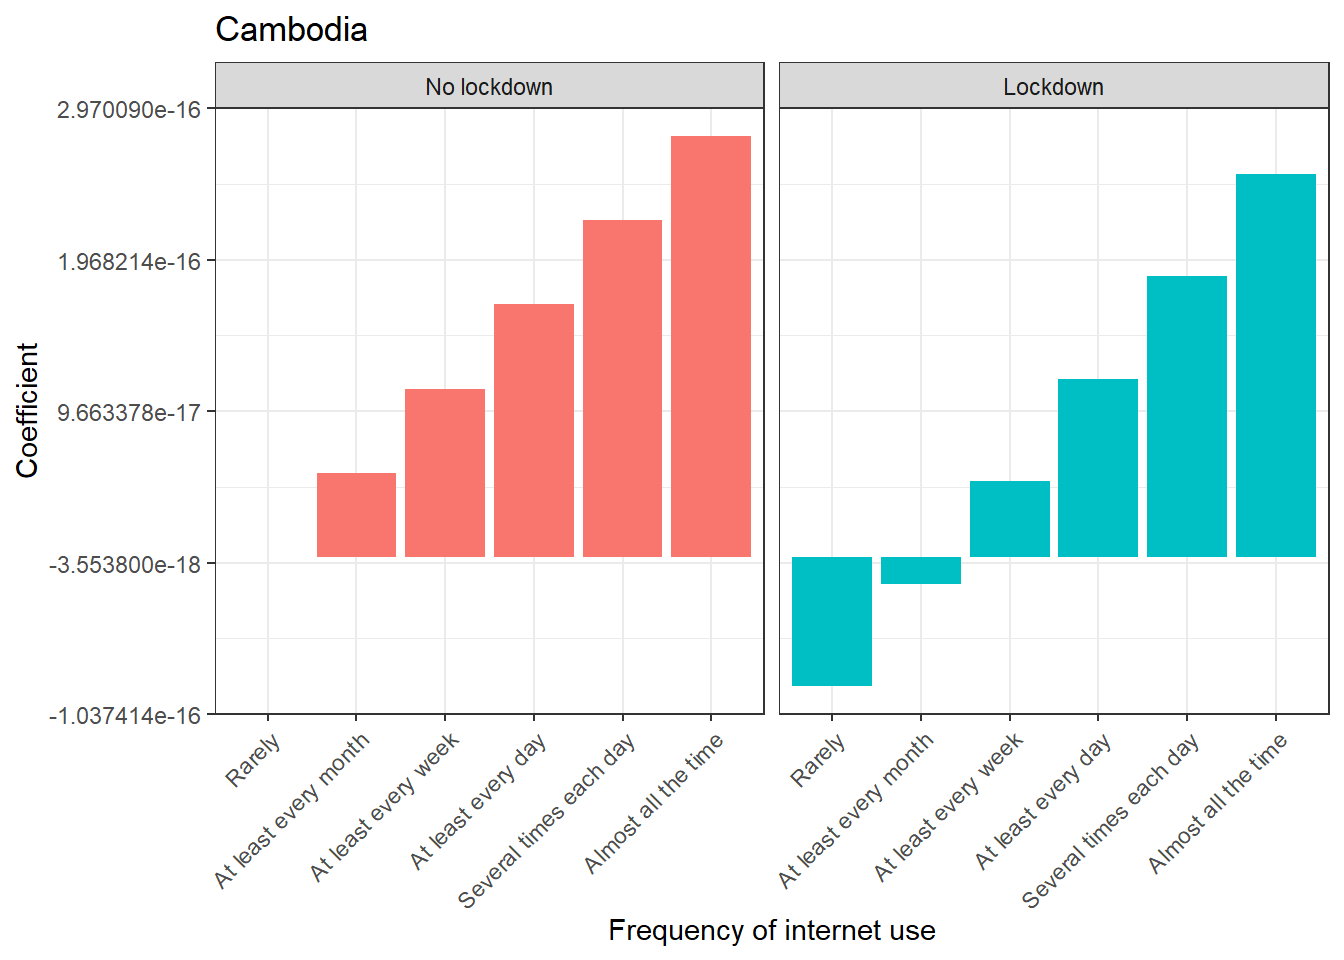 Cambodia
No lockdown
Lockdown
2.970090e-16
1.968214e-16
9.663378e-17
-3.553800e-18
-1.037414e-16
Coefficient
Rarely
At least every month
At least every week
At least every day
Several times each day
Almost all the time
Rarely
At least every month
At least every week
At least every day
Several times each day
Almost all the time
Frequency of internet use